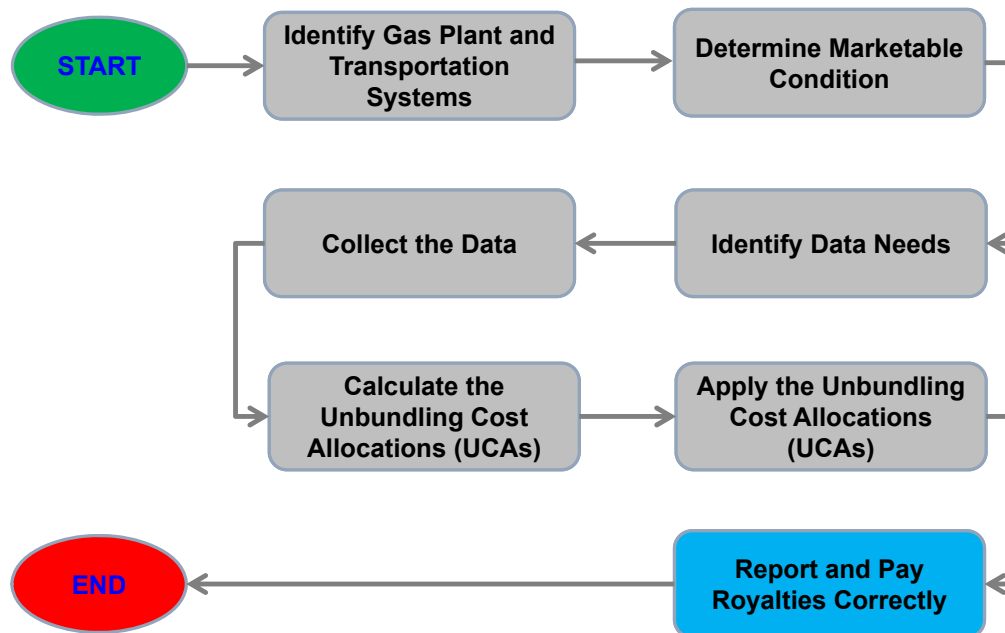 START
Identify Gas Plant and
Transportation
Systems
Determine Marketable
Condition
Collect the Data
Identify Data Needs
Calculate the
Unbundling Cost
Allocations (UCAs)
Apply the Unbundling
Cost Allocations
(UCAs)
END
Report and Pay
Royalties Correctly